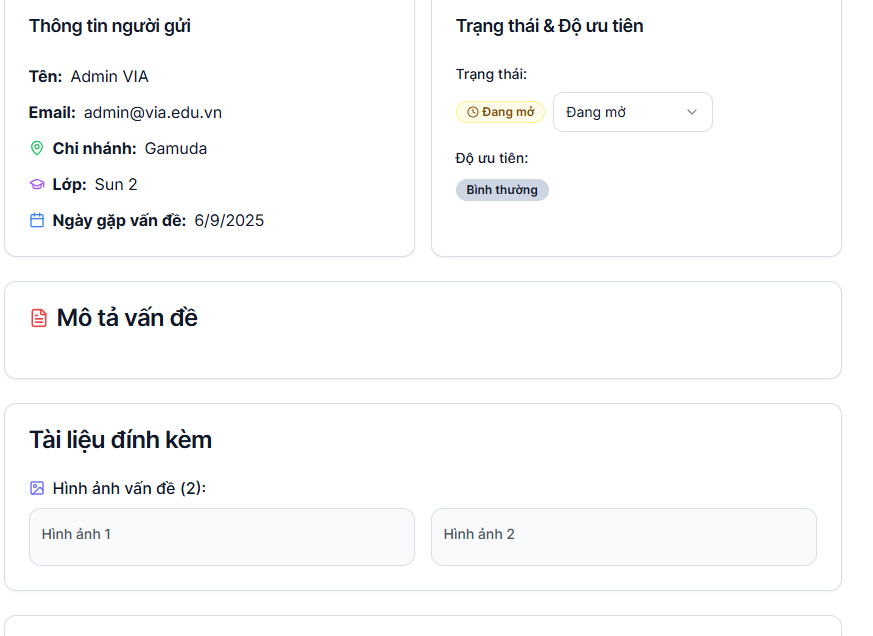 Thông tin người gửi
Tên: Admin VIA
Email: admin@via.edu.vn
Chi nhánh: Gamuda
Lớp: Sun 2
Ngày gặp vấn đề: 6/9/2025
Trạng thái & Độ ưu tiên
Trạng thái:
Đang mở
Đang mở
Độ ưu tiên:
Bình thường
Mô tả vấn đề
Tài liệu đính kèm
Hình ảnh vấn đề (2):
Hình ảnh 1
Hình ảnh 2